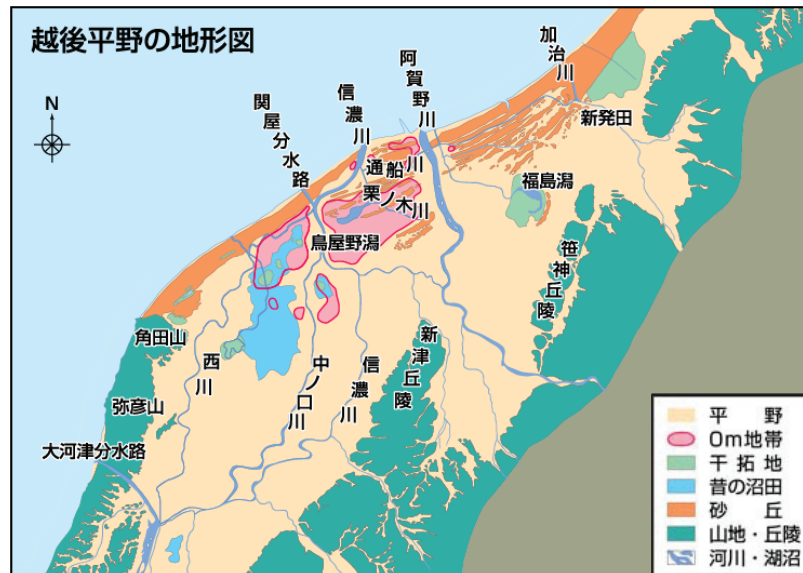 越後平野の地形図
N
関屋分水路
信濃川
阿賀野川
加治川
新発田
通船川
栗ノ木川
福島潟
鳥屋野潟
笹神丘陵
角田山
西川
中ノ口川
信濃川
新津丘陵
弥彦山
大河津分水路
平野
0m地帯
干拓地
昔の沼田
砂丘
山地・丘陵
河川・湖沼